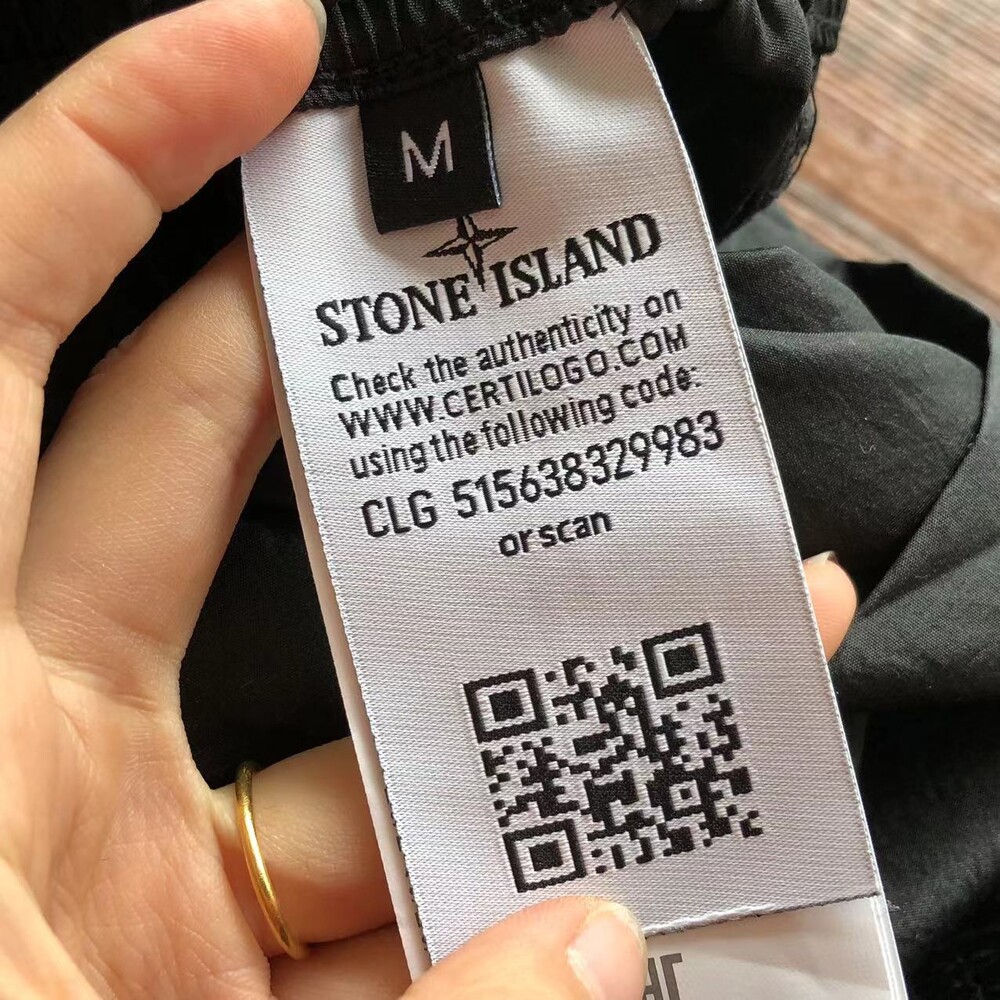 M
STONE ISLAND
Check the authenticity on
WWW.CERTILOGO.COM
using the following code:
CLG 515638329983
or scan